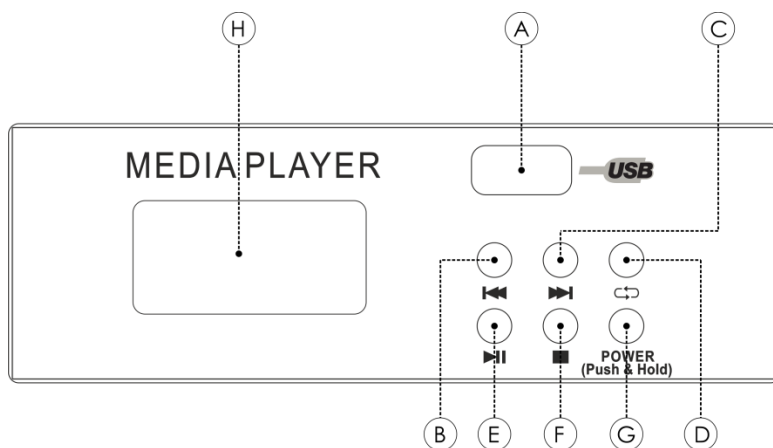 H A C
MEDIA PLAYER USB
POWER
(Push & Hold)
B E F G D